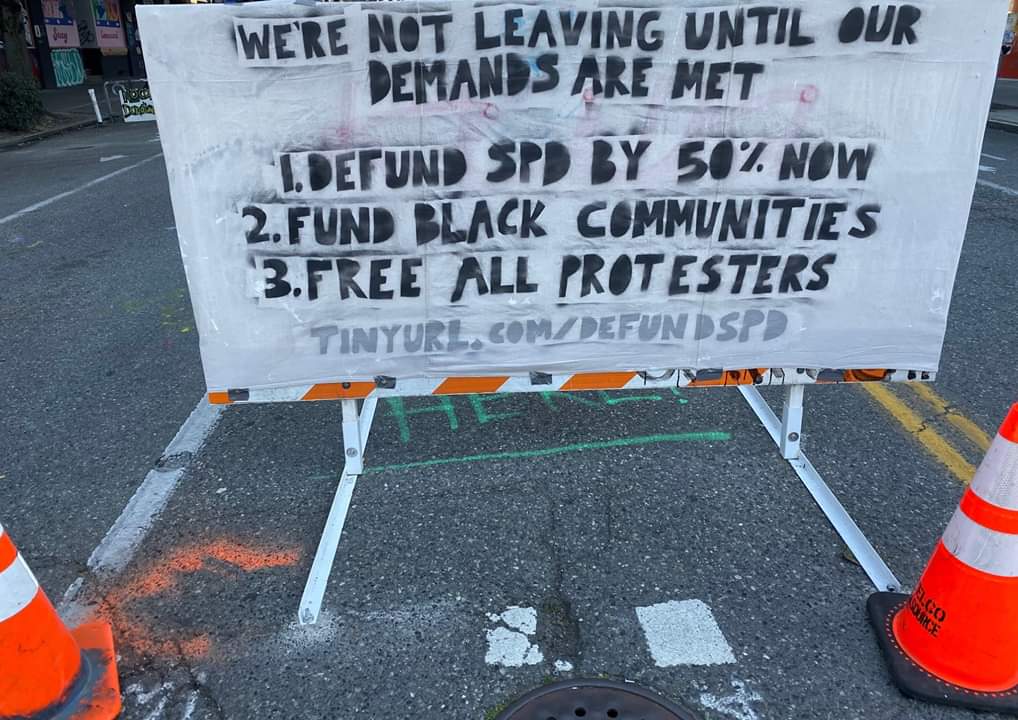 WE'RE NOT LEAVING UNTIL OUR
DEMANDS ARE MET
1. DEFUND SPD BY 50% NOW
2. FUND BLACK COMMUNITIES
3. FREE ALL PROTESTERS
TINYURL.COM/DEFUNDSPD
HERE!